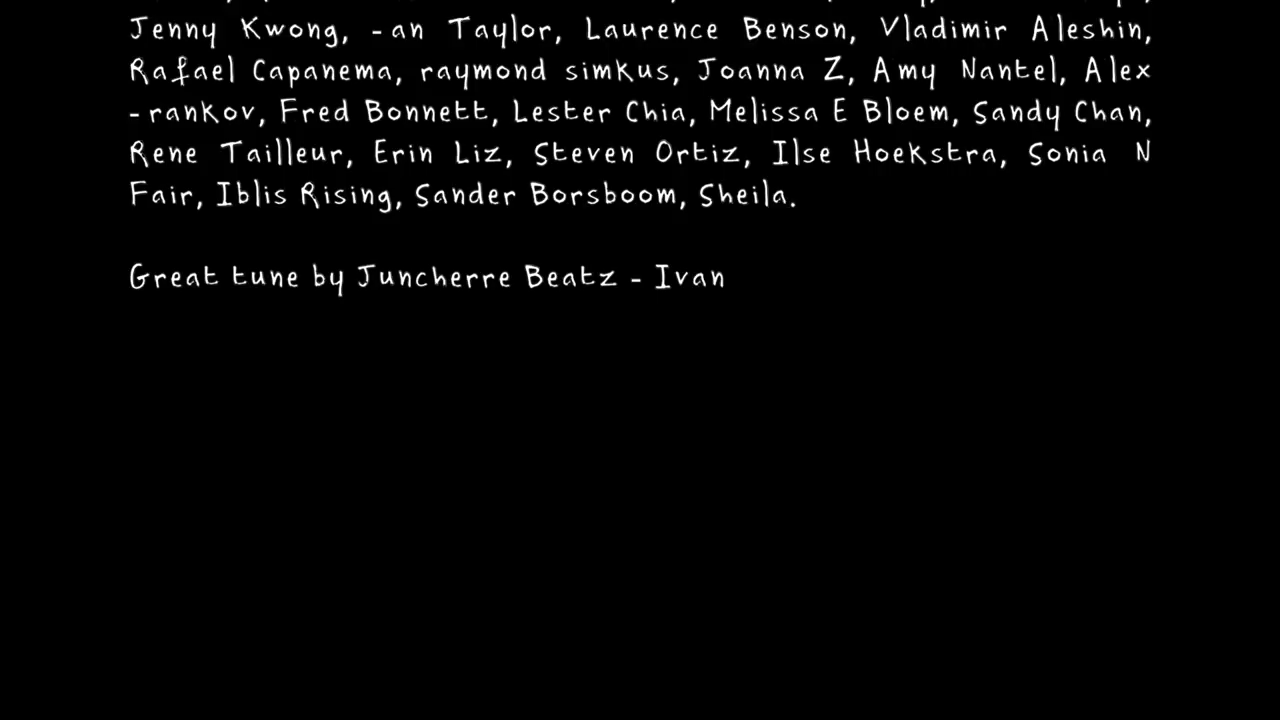 Jenny Kwong, -an Taylor, Laurence Benson, Vladimir Aleshin,
Rafael Capanema, raymond simkus, Joanna Z, Amy Nantel, Alex
-rankov, Fred Bonnett, Lester Chia, Melissa E Bloem, Sandy Chan,
Rene Tailleur, Erin Liz, Steven Ortiz, Ilse Hoekstra, Sonia N
Fair, Iblis Rising, Sander Borsboom, Sheila.
Great tune by Juncherre Beatz - Ivan